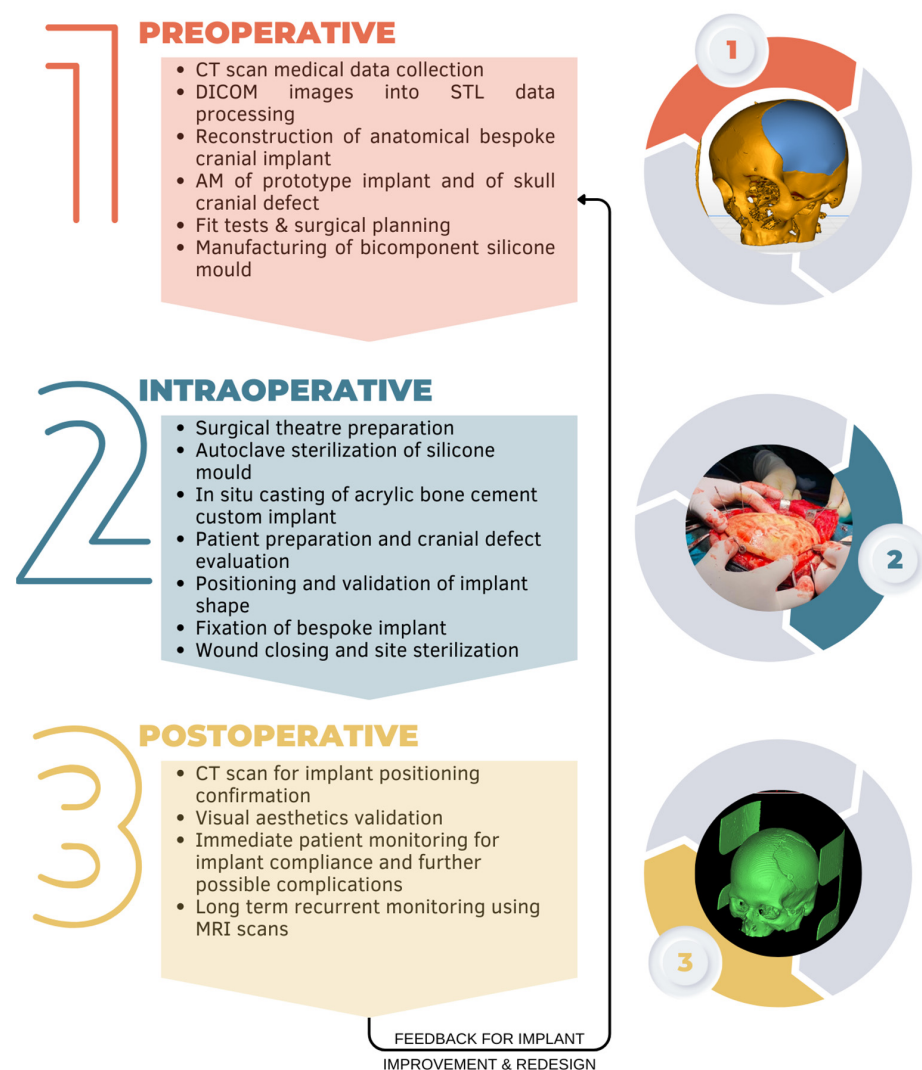 1
PREOPERATIVE
• CT scan medical data collection
• DICOM images into STL data
processing
• Reconstruction of anatomical bespoke
cranial implant
• AM of prototype implant and of skull
cranial defect
• Fit tests & surgical planning
• Manufacturing of bicomponent silicone
mould
1
2
INTRAOPERATIVE
• Surgical theatre preparation
• Autoclave sterilization of silicone
mould
• In situ casting of acrylic bone cement
custom implant
• Patient preparation and cranial defect
evaluation
• Positioning and validation of implant
shape
• Fixation of bespoke implant
• Wound closing and site sterilization
2
3
POSTOPERATIVE
• CT scan for implant positioning
confirmation
• Visual aesthetics validation
• Immediate patient monitoring for
implant compliance and further
possible complications
• Long term recurrent monitoring using
MRI scans
3
FEEDBACK FOR IMPLANT
IMPROVEMENT & REDESIGN